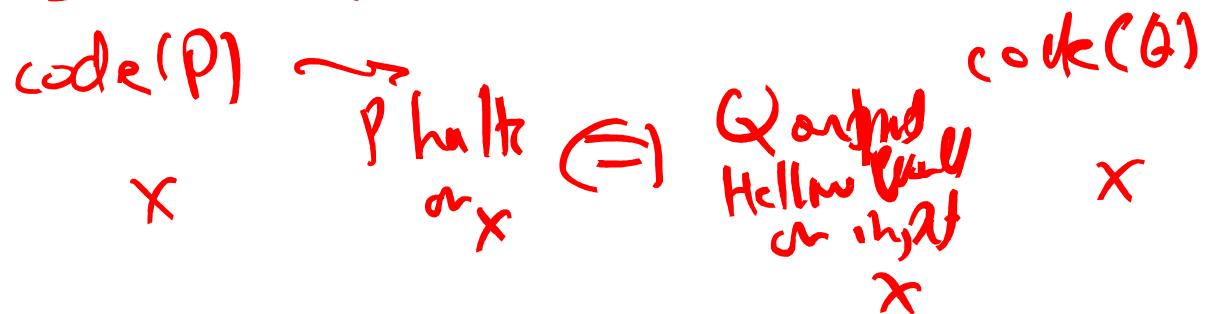 code(P) → P halts on x
⟺
Q outputs Hello World on input x
code(Q)
x
x